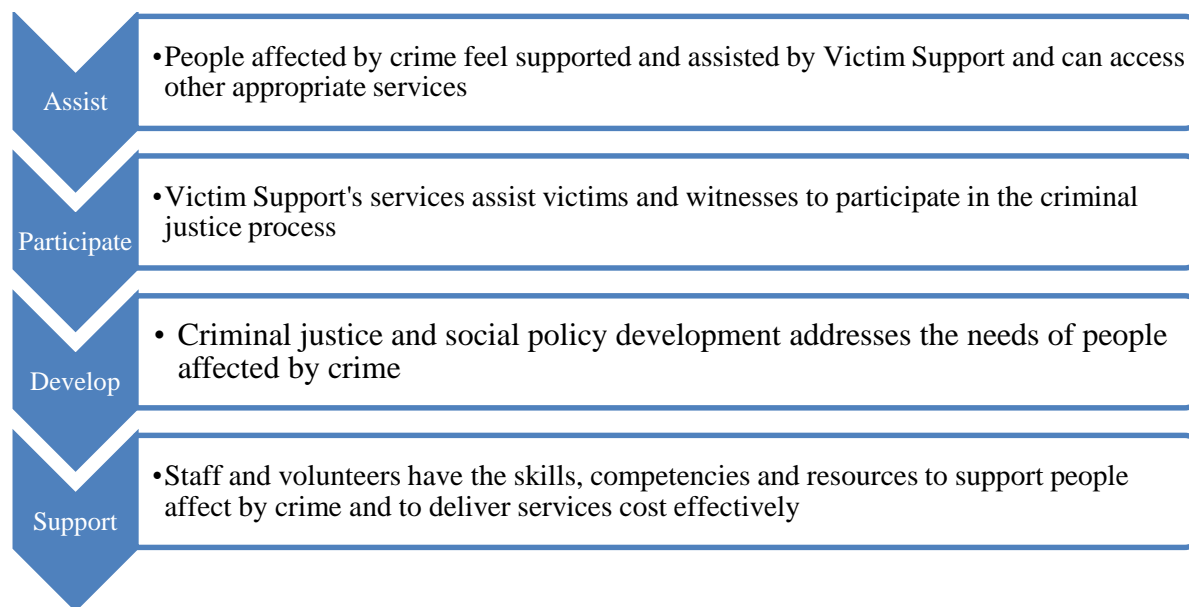 Assist
•People affected by crime feel supported and assisted by Victim Support and can access
other appropriate services
Participate
•Victim Support's services assist victims and witnesses to participate in the criminal
justice process
Develop
• Criminal justice and social policy development addresses the needs of people
affected by crime
Support
•Staff and volunteers have the skills, competencies and resources to support people
affect by crime and to deliver services cost effectively